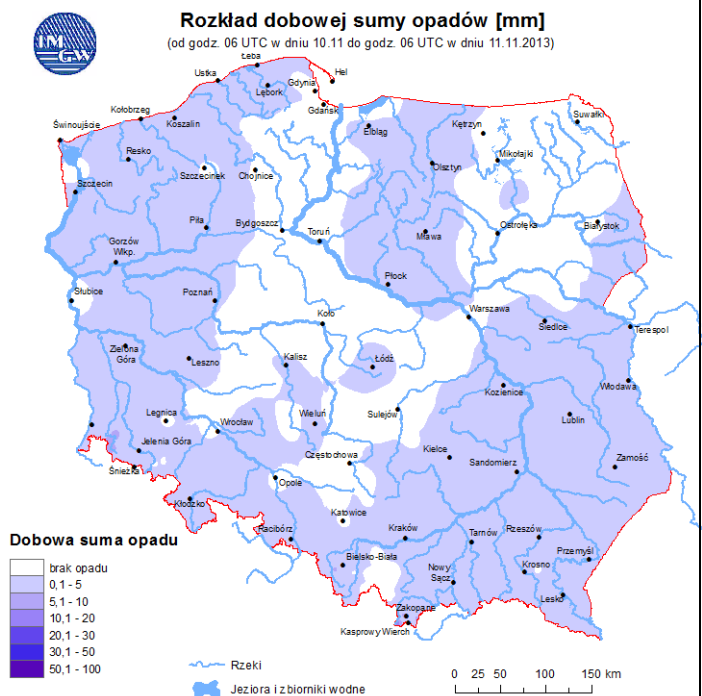 Rozkład dobowej sumy opadów [mm]
(od godz. 06 UTC w dniu 10.11 do godz. 06 UTC w dniu 11.11.2013)
IM
GW
Łeba
Hel
Ustka
Gdynia
Lębork
Gdańsk
Kołobrzeg
Koszalin
Świnoujście
Elbląg
Kętrzyn
Suwałki
Resko
Mikołajki
Olsztyn
Szczecinek
Chojnice
Szczecin
Piła
Bydgoszcz
Toruń
Mława
Ostrołęka
Białystok
Gorzów
Wlkp.
Płock
Słubice
Poznań
Koło
Warszawa
Siedlce
Terespol
Zielona
Góra
Leszno
Kalisz
Łódź
Kozienice
Włodawa
Legnica
Wrocław
Wieluń
Sulejów
Lublin
Jelenia Góra
Śnieżka
Częstochowa
Kielce
Sandomierz
Zamość
Opole
Kłodzko
Katowice
Racibórz
Kraków
Tarnów
Rzeszów
Przemyśl
Bielsko-Biała
Nowy
Sącz
Krosno
Lesko
Zakopane
Kasprowy Wierch
Dobowa suma opadu
brak opadu
0,1 - 5
5,1 - 10
10,1 - 20
20,1 - 30
30,1 - 50
50,1 - 100
Rzeki
Jeziora i zbiorniki wodne
0 25 50 100 150 km